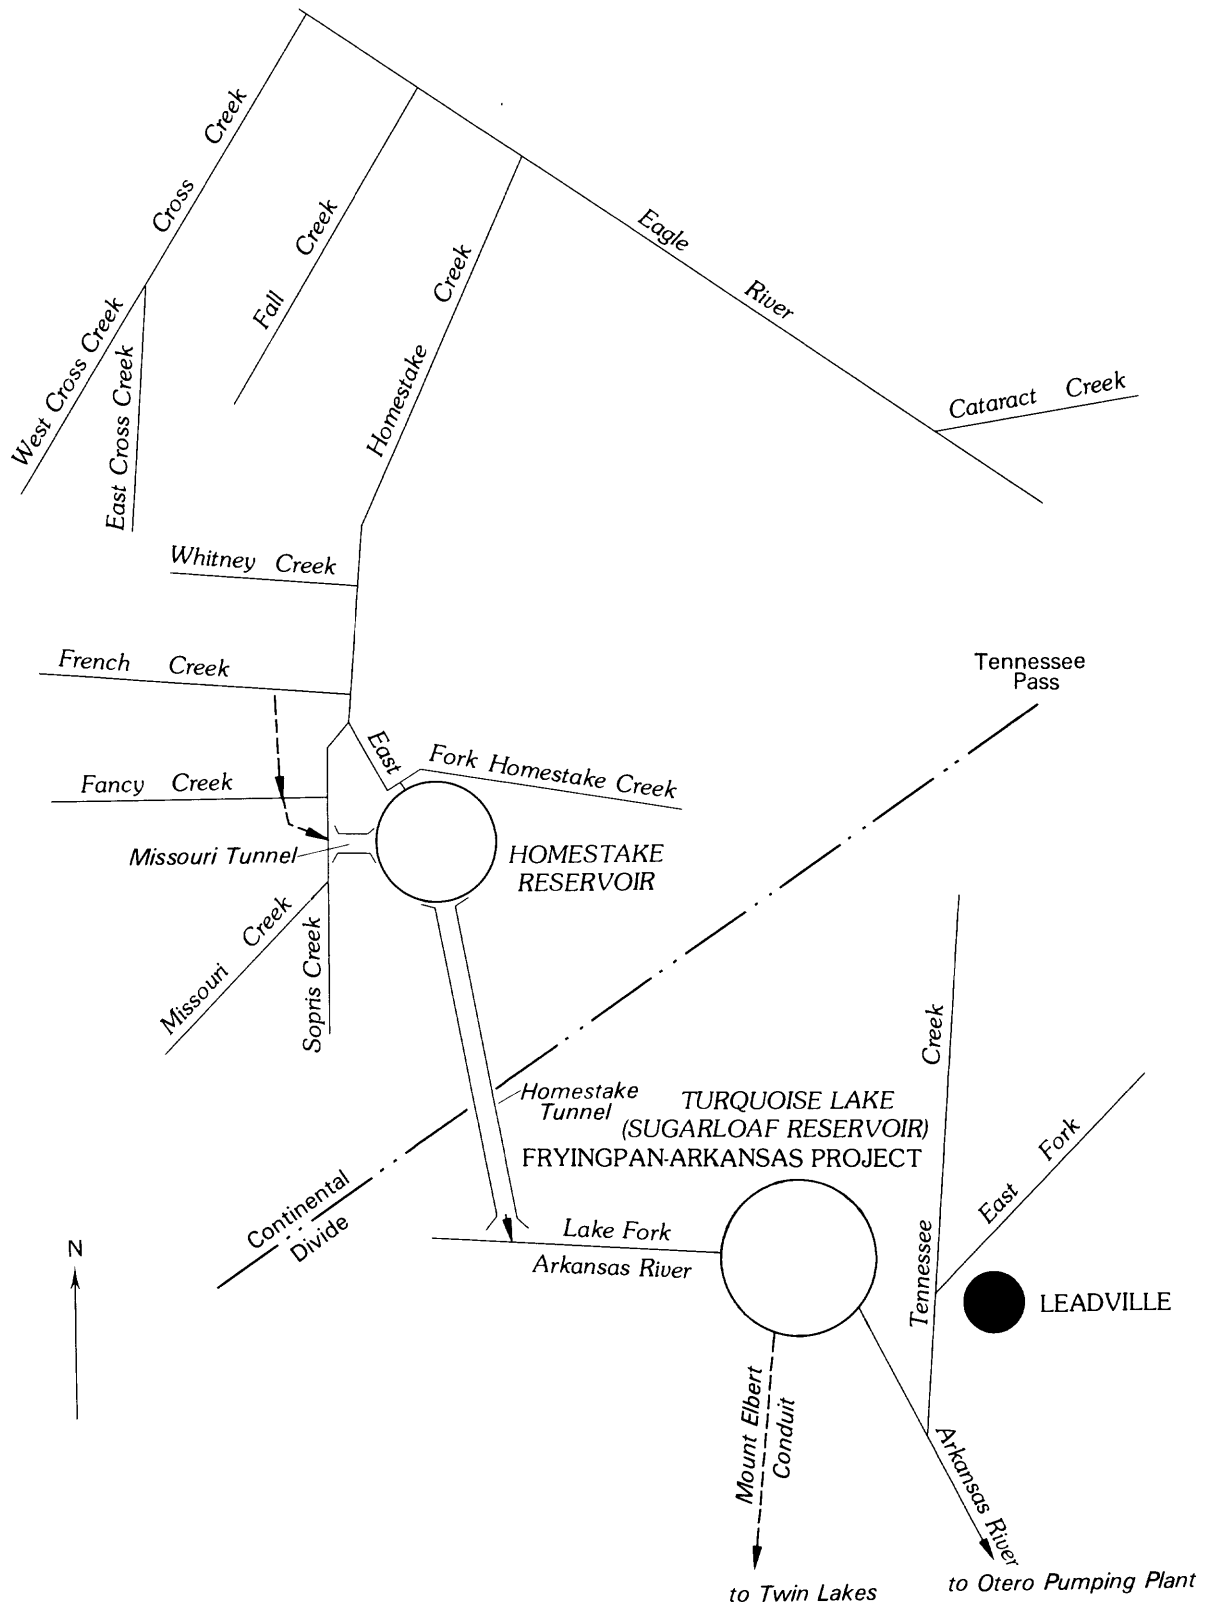 Cross Creek
Fall Creek
Homestake Creek
Eagle River
Cataract Creek
West Cross Creek
East Cross Creek
Whitney Creek
French Creek
Tennessee
Pass
East Fork Homestake Creek
Fancy Creek
Missouri Tunnel
HOMESTAKE
RESERVOIR
Missouri Creek
Sopris Creek
Homestake
Tunnel
TURQUOISE LAKE
(SUGARLOAF RESERVOIR)
FRYINGPAN-ARKANSAS PROJECT
Tennessee Creek
East Fork
Continental
Divide
N
Lake Fork
Arkansas River
LEADVILLE
Mount Elbert
Conduit
Arkansas River
to Twin Lakes
to Otero Pumping Plant